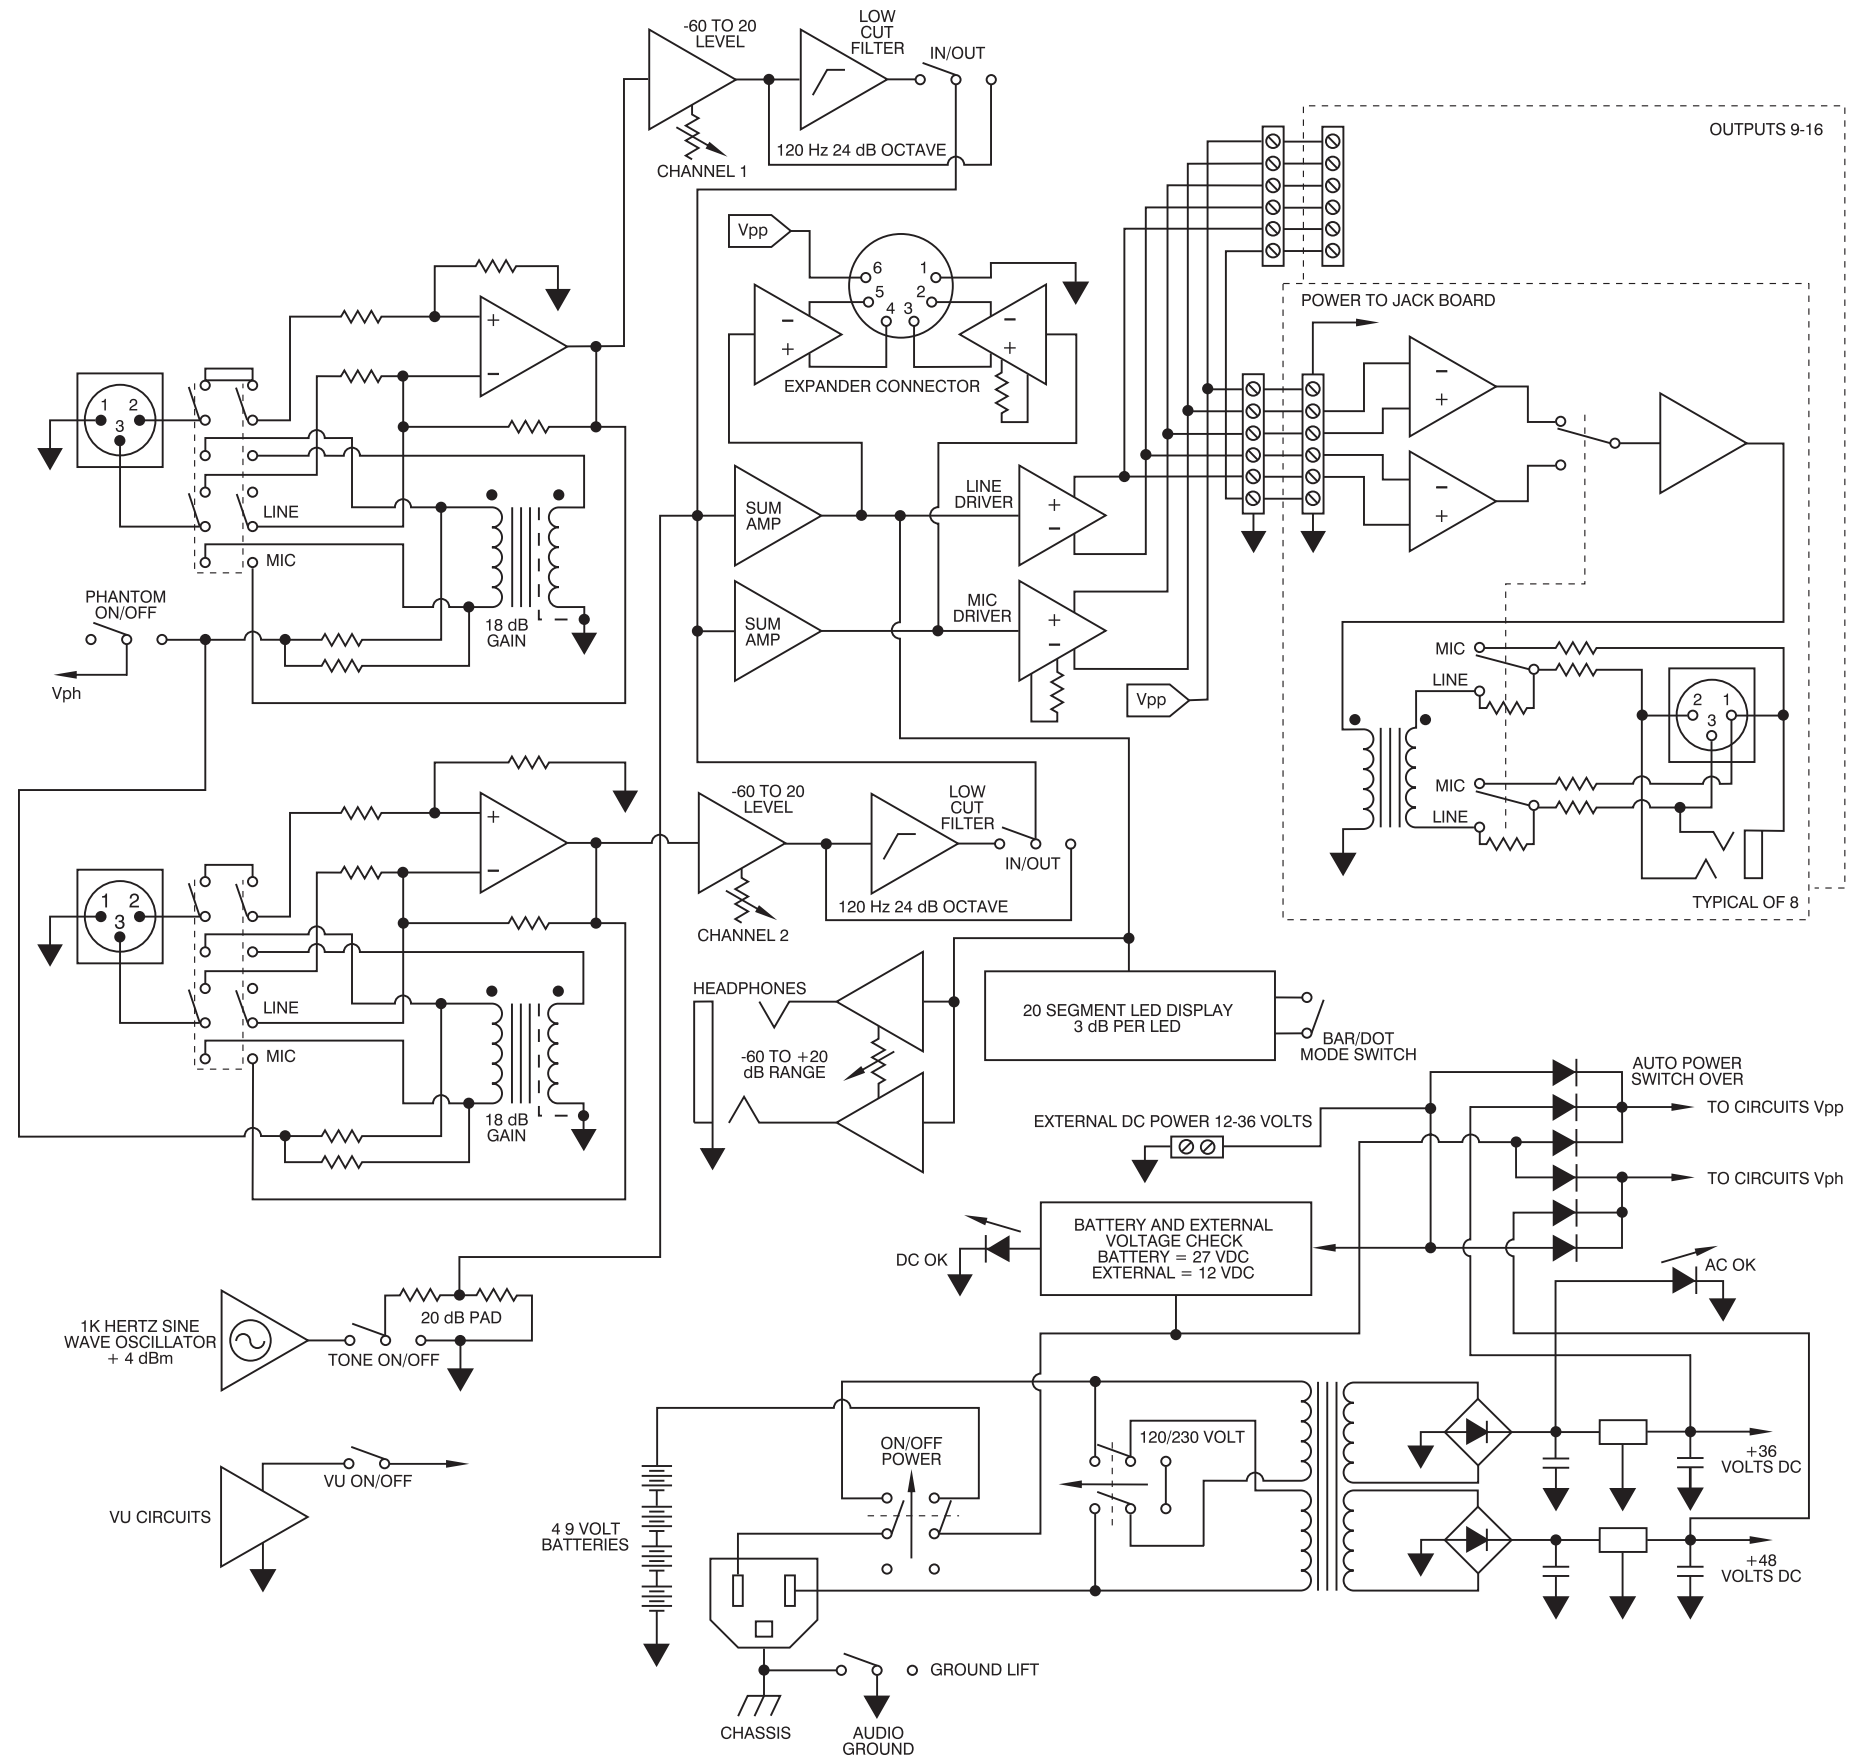 -60 TO 20
LEVEL
LOW
CUT
FILTER
IN/OUT
120 Hz 24 dB OCTAVE
CHANNEL 1
OUTPUTS 9-16
Vpp
6
1
5
2
4
3
EXPANDER CONNECTOR
POWER TO JACK BOARD
+
−
−
+
−
+
−
+
−
+
1
2
3
LINE
MIC
18 dB
GAIN
PHANTOM
ON/OFF
Vph
SUM
AMP
LINE
DRIVER
+
−
SUM
AMP
MIC
DRIVER
+
−
Vpp
MIC
LINE
2
1
3
MIC
LINE
TYPICAL OF 8
+
−
1
2
3
LINE
MIC
18 dB
GAIN
-60 TO 20
LEVEL
LOW
CUT
FILTER
IN/OUT
120 Hz 24 dB OCTAVE
CHANNEL 2
HEADPHONES
-60 TO +20
dB RANGE
20 SEGMENT LED DISPLAY
3 dB PER LED
BAR/DOT
MODE SWITCH
AUTO POWER
SWITCH OVER
TO CIRCUITS Vpp
EXTERNAL DC POWER 12-36 VOLTS
TO CIRCUITS Vph
BATTERY AND EXTERNAL
VOLTAGE CHECK
BATTERY = 27 VDC
EXTERNAL = 12 VDC
DC OK
AC OK
1K HERTZ SINE
WAVE OSCILLATOR
+ 4 dBm
20 dB PAD
TONE ON/OFF
VU ON/OFF
VU CIRCUITS
4 9 VOLT
BATTERIES
ON/OFF
POWER
120/230 VOLT
+36
VOLTS DC
+48
VOLTS DC
GROUND LIFT
CHASSIS
AUDIO
GROUND